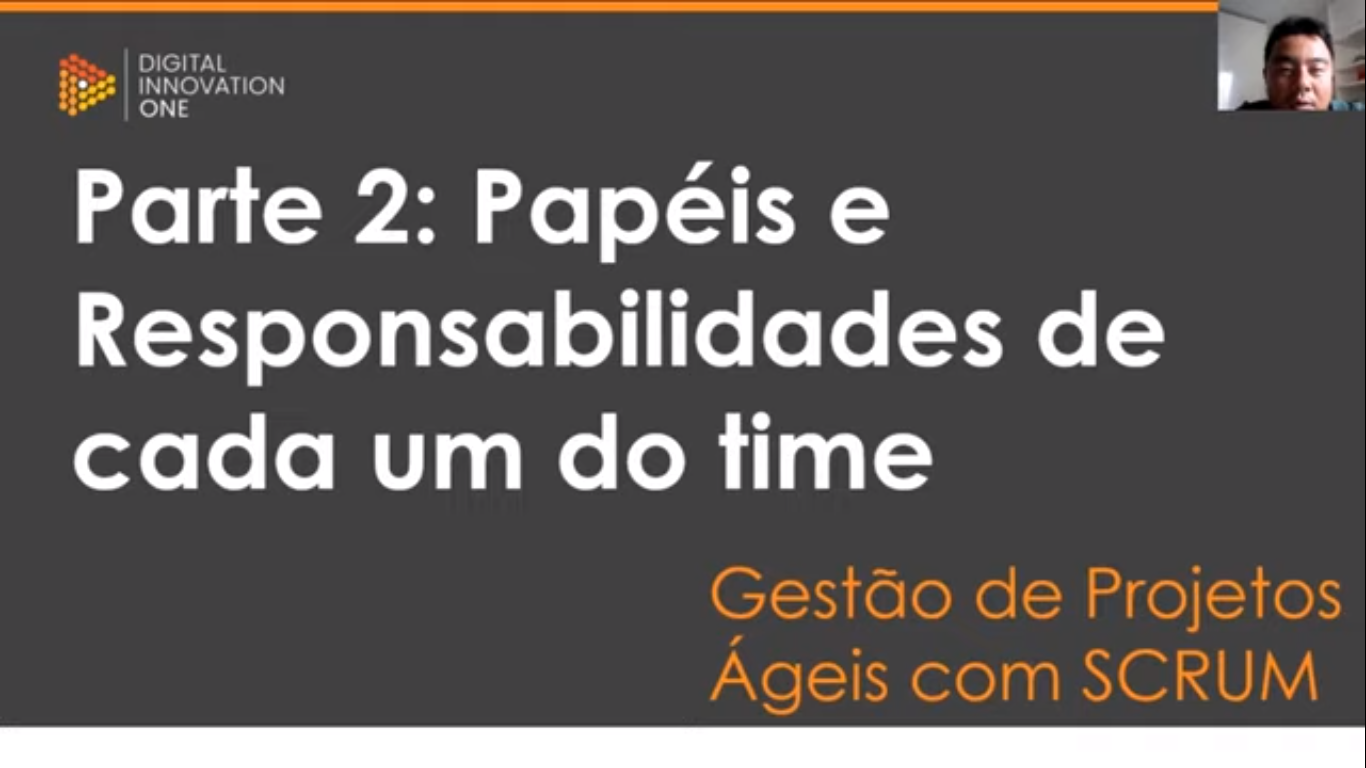 DIGITAL
INNOVATION
ONE
Parte 2: Papéis e
Responsabilidades de
cada um do time
Gestão de Projetos
Ágeis com SCRUM